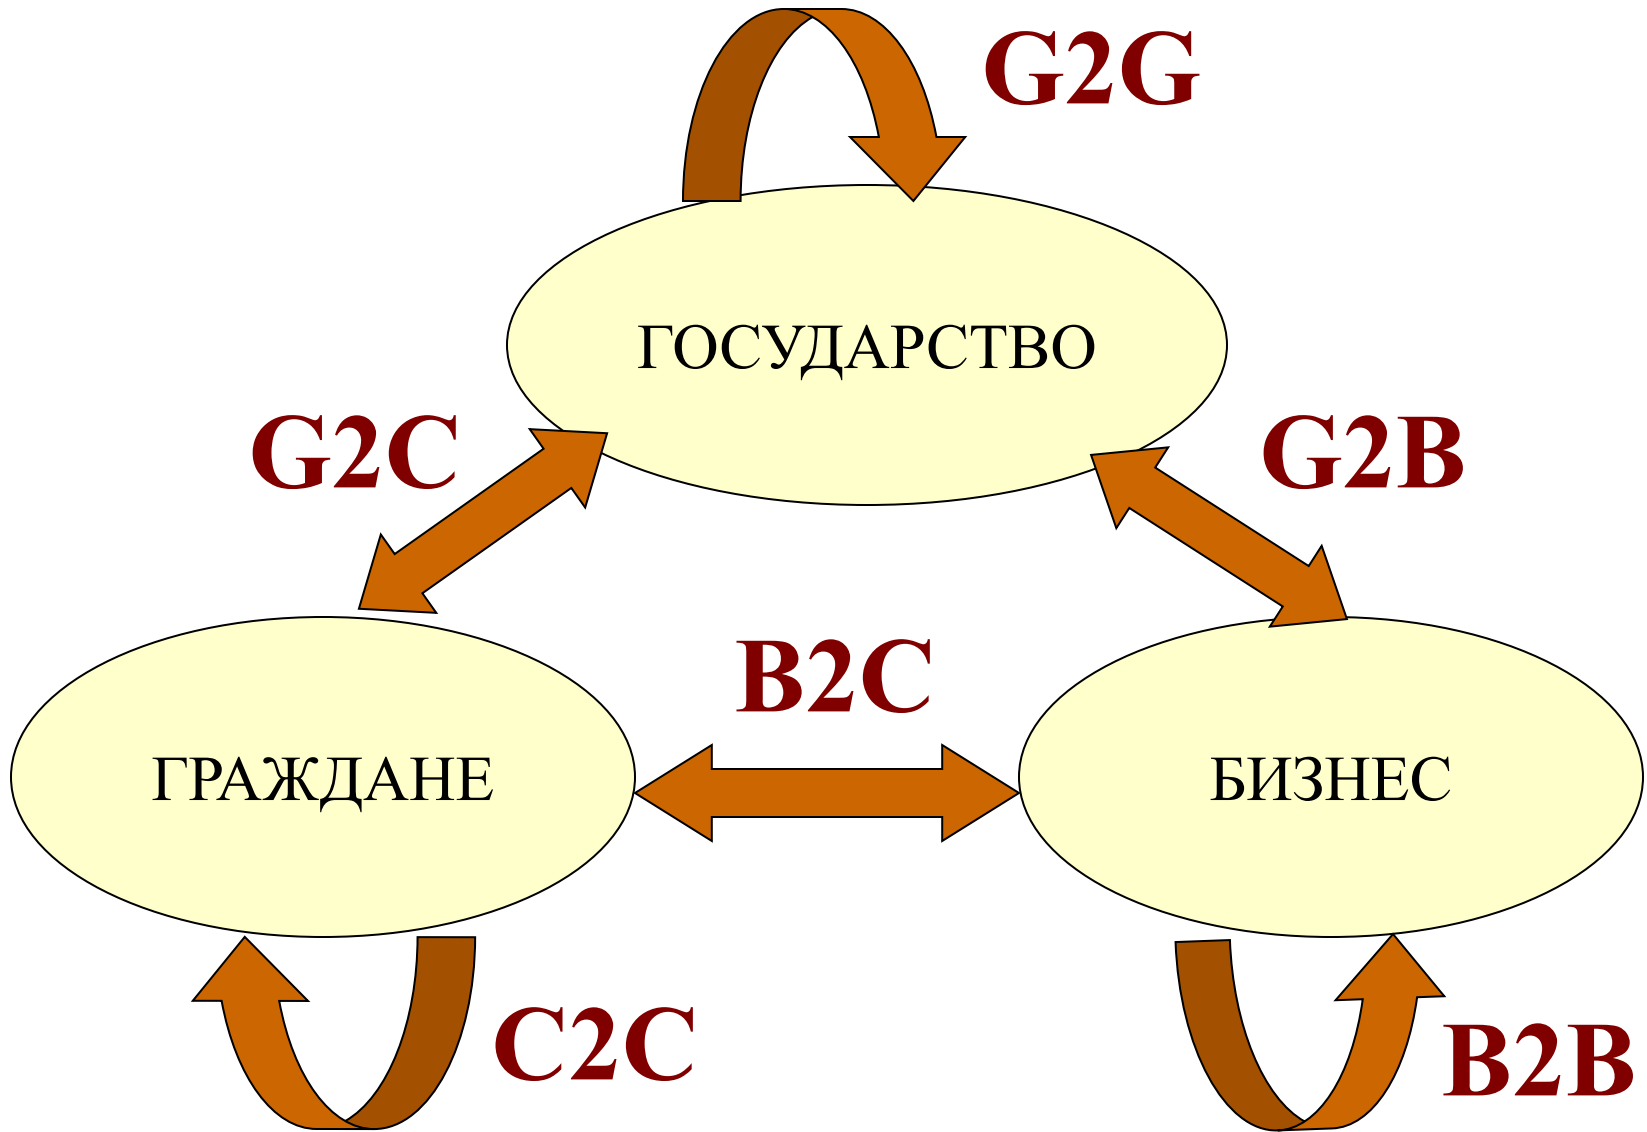 G2G
ГОСУДАРСТВО
G2C
G2B
B2C
ГРАЖДАНЕ
БИЗНЕС
C2C
B2B